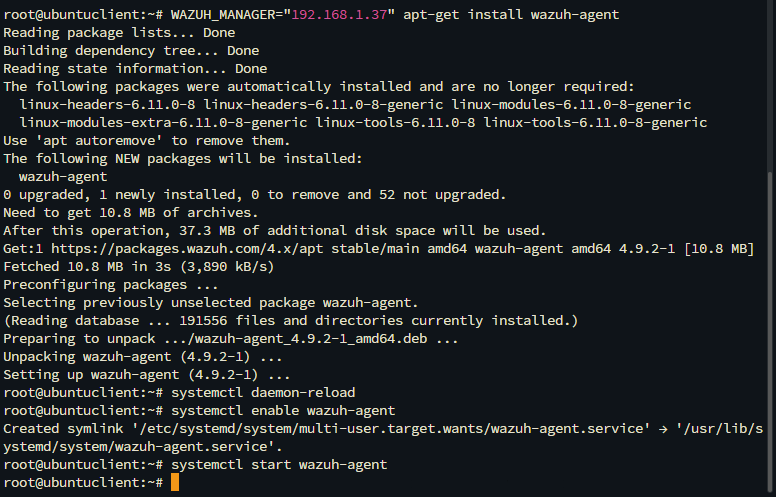 root@ubuntuclient:~# WAZUH_MANAGER="192.168.1.37" apt-get install wazuh-agent
Reading package lists... Done
Building dependency tree... Done
Reading state information... Done
The following packages were automatically installed and are no longer required:
  linux-headers-6.11.0-8 linux-headers-6.11.0-8-generic linux-modules-6.11.0-8-generic
  linux-modules-extra-6.11.0-8-generic linux-tools-6.11.0-8 linux-tools-6.11.0-8-generic
Use 'apt autoremove' to remove them.
The following NEW packages will be installed:
  wazuh-agent
0 upgraded, 1 newly installed, 0 to remove and 52 not upgraded.
Need to get 10.8 MB of archives.
After this operation, 37.3 MB of additional disk space will be used.
Get:1 https://packages.wazuh.com/4.x/apt stable/main amd64 wazuh-agent amd64 4.9.2-1 [10.8 MB]
Fetched 10.8 MB in 3s (3,890 kB/s)
Preconfiguring packages ...
Selecting previously unselected package wazuh-agent.
(Reading database ... 191556 files and directories currently installed.)
Preparing to unpack .../wazuh-agent_4.9.2-1_amd64.deb ...
Unpacking wazuh-agent (4.9.2-1) ...
Setting up wazuh-agent (4.9.2-1) ...
root@ubuntuclient:~# systemctl daemon-reload
root@ubuntuclient:~# systemctl enable wazuh-agent
Created symlink '/etc/systemd/system/multi-user.target.wants/wazuh-agent.service' → '/usr/lib/s
ystemd/system/wazuh-agent.service'.
root@ubuntuclient:~# systemctl start wazuh-agent
root@ubuntuclient:~#